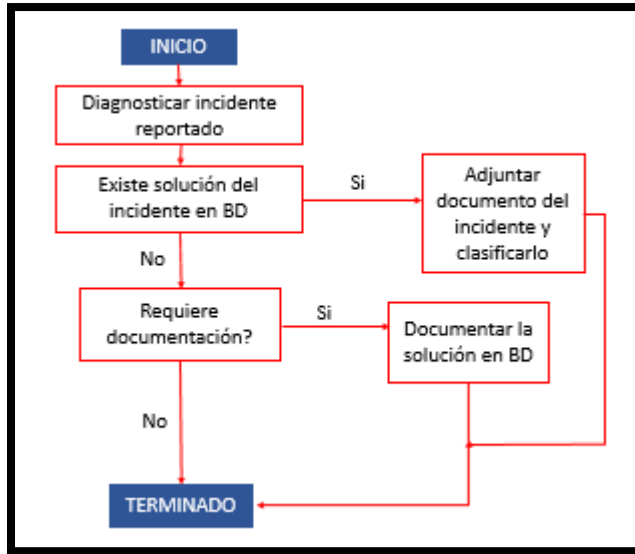 INICIO
Diagnosticar incidente
reportado
Existe solución del
incidente en BD
Si
Adjuntar
documento del
incidente y
clasificarlo
No
Requiere
documentación?
Si
Documentar la
solución en BD
No
TERMINADO